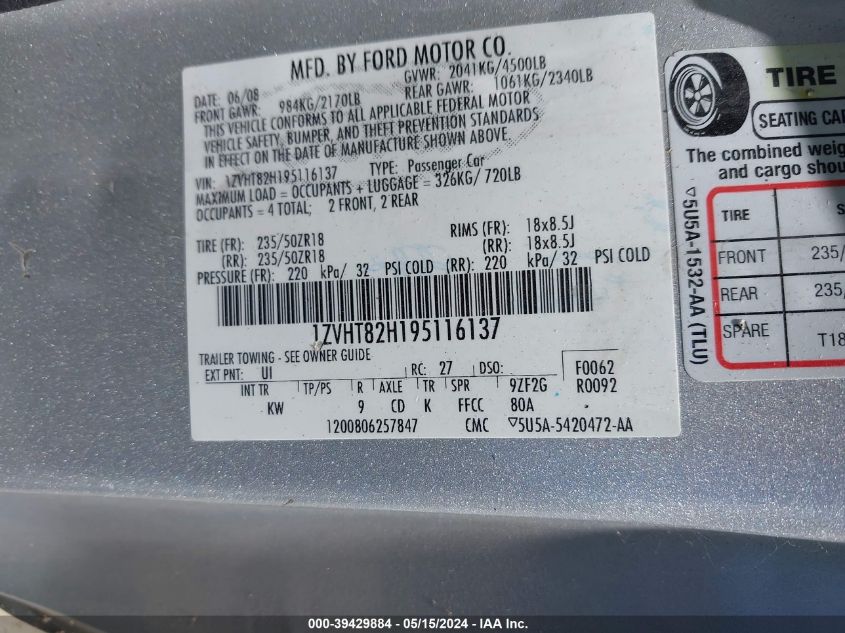 MFD. BY FORD MOTOR CO.
DATE: 06/08 GVWR: 2041KG/4500LB
FRONT GAWR: 984KG/2170LB REAR GAWR: 1061KG/2340LB
THIS VEHICLE CONFORMS TO ALL APPLICABLE FEDERAL MOTOR
VEHICLE SAFETY, BUMPER, AND THEFT PREVENTION STANDARDS
IN EFFECT ON THE DATE OF MANUFACTURE SHOWN ABOVE.
VIN: 1ZVHT82H195116137 TYPE: Passenger Car
MAXIMUM LOAD = OCCUPANTS + LUGGAGE = 326KG/ 720LB
OCCUPANTS = 4 TOTAL; 2 FRONT, 2 REAR
TIRE (FR): 235/50ZR18 RIMS (FR): 18x8.5J
(RR): 235/50ZR18 (RR): 18x8.5J
PRESSURE (FR): 220 kPa/ 32 PSI COLD (RR): 220 kPa/ 32 PSI COLD
1ZVHT82H195116137
TRAILER TOWING - SEE OWNER GUIDE
EXT PNT: UI RC: 27 DSO: F0062
INT TR TP/PS R AXLE TR SPR 9ZF2G R0092
KW 9 CD K FFCC 80A
1200806257847 CMC ▽5U5A-5420472-AA
TIRE
SEATING CA
The combined weig
and cargo shou
TIRE S
FRONT 235/
REAR 235/
SPARE T18
▽5U5A-1532-AA (TLU)
000-39429884 - 05/15/2024 - IAA Inc.